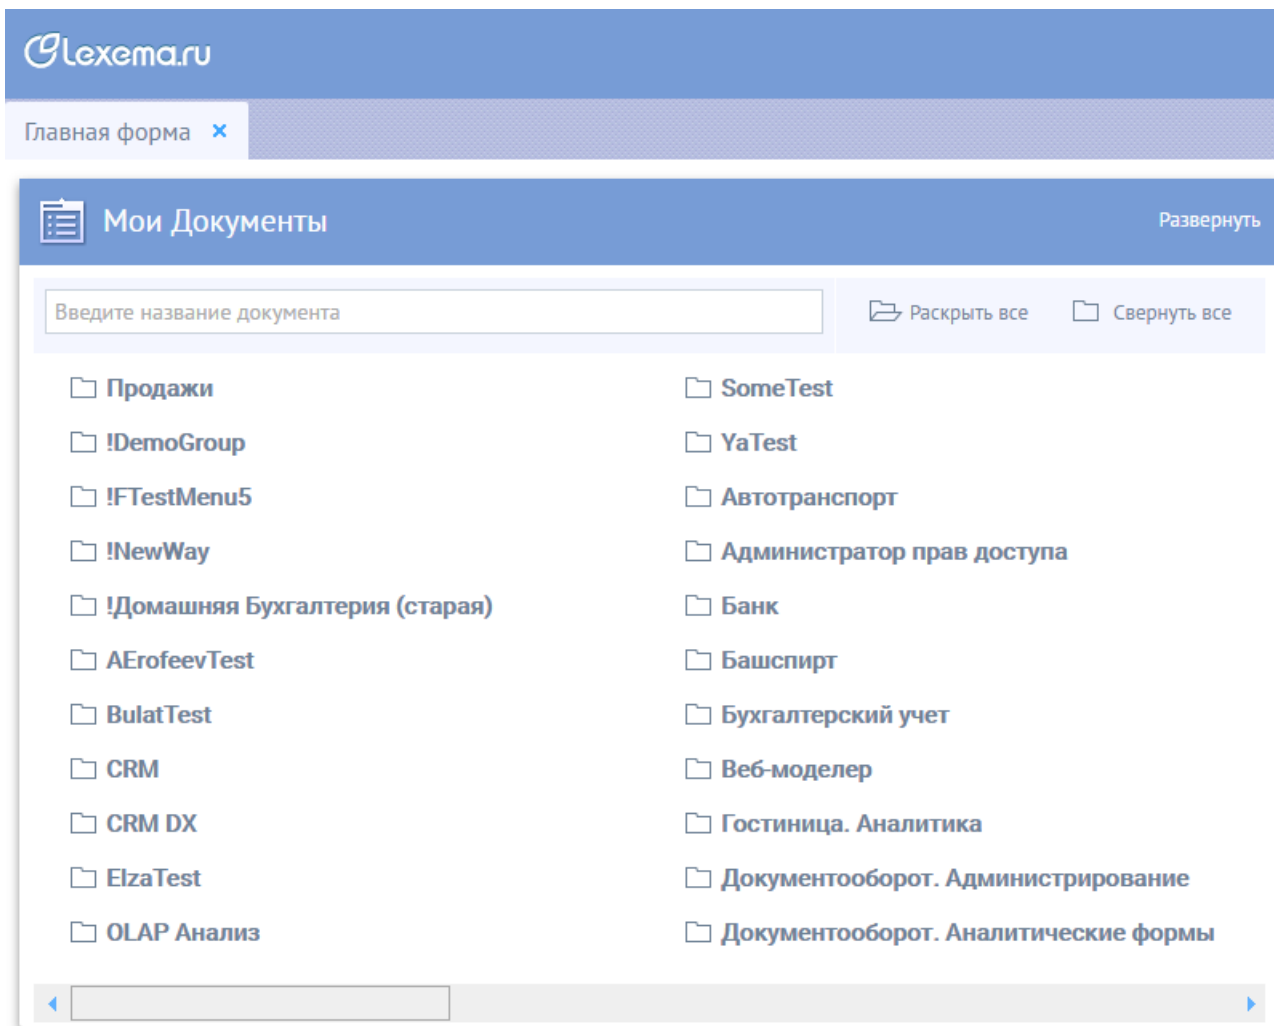 Lexema.ru
Главная форма ×
Мои Документы
Развернуть
Введите название документа
Раскрыть все
Свернуть все
Продажи
!DemoGroup
!FTestMenu5
!NewWay
!Домашняя Бухгалтерия (старая)
AErofeevTest
BulatTest
CRM
CRM DX
ElzaTest
OLAP Анализ
SomeTest
YaTest
Автотранспорт
Администратор прав доступа
Банк
Башспирт
Бухгалтерский учет
Веб-моделер
Гостиница. Аналитика
Документооборот. Администрирование
Документооборот. Аналитические формы